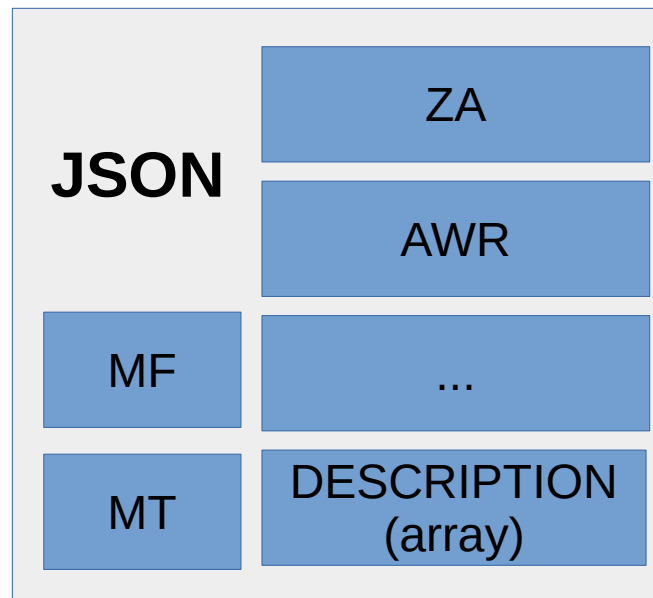 JSON
ZA
AWR
MF
...
MT
DESCRIPTION
(array)